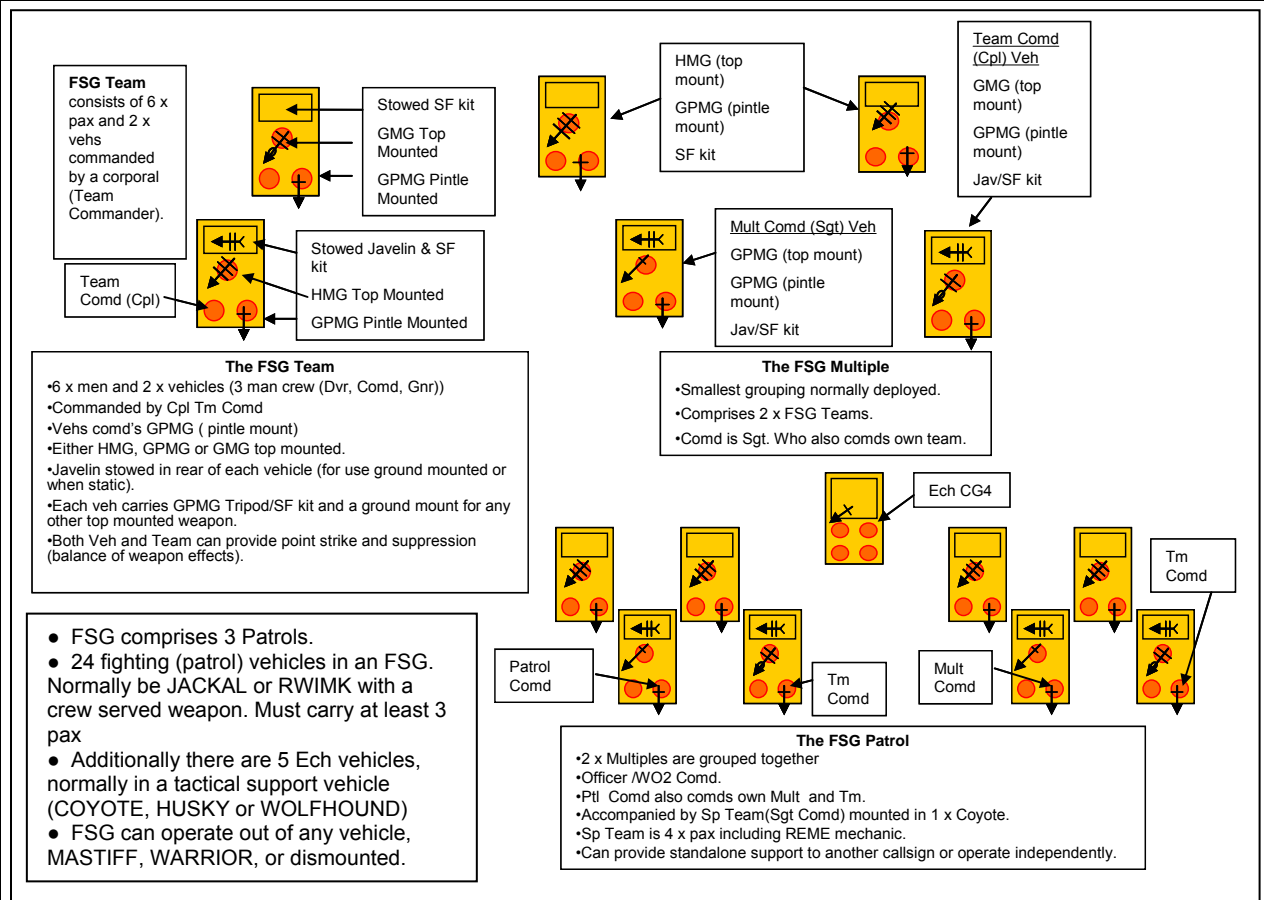 FSG Team
consists of 6 x
pax and 2 x
vehs
commanded
by a corporal
(Team
Commander).
Stowed SF kit
GMG Top
Mounted
GPMG Pintle
Mounted
Team
Comd (Cpl)
Stowed Javelin & SF
kit
HMG Top Mounted
GPMG Pintle Mounted
HMG (top
mount)
GPMG (pintle
mount)
SF kit
Team Comd
(Cpl) Veh
GMG (top
mount)
GPMG (pintle
mount)
Jav/SF kit
Mult Comd (Sgt) Veh
GPMG (top mount)
GPMG (pintle
mount)
Jav/SF kit
The FSG Team
•6 x men and 2 x vehicles (3 man crew (Dvr, Comd, Gnr))
•Commanded by Cpl Tm Comd
•Vehs comd's GPMG ( pintle mount)
•Either HMG, GPMG or GMG top mounted.
•Javelin stowed in rear of each vehicle (for use ground mounted or
when static).
•Each veh carries GPMG Tripod/SF kit and a ground mount for any
other top mounted weapon.
•Both Veh and Team can provide point strike and suppression
(balance of weapon effects).
The FSG Multiple
•Smallest grouping normally deployed.
•Comprises 2 x FSG Teams.
•Comd is Sgt. Who also comds own team.
Ech CG4
Tm
Comd
Patrol
Comd
Tm
Comd
Mult
Comd
● FSG comprises 3 Patrols.
● 24 fighting (patrol) vehicles in an FSG.
Normally be JACKAL or RWIMK with a
crew served weapon. Must carry at least 3
pax
● Additionally there are 5 Ech vehicles,
normally in a tactical support vehicle
(COYOTE, HUSKY or WOLFHOUND)
● FSG can operate out of any vehicle,
MASTIFF, WARRIOR, or dismounted.
The FSG Patrol
•2 x Multiples are grouped together
•Officer /WO2 Comd.
•Ptl Comd also comds own Mult and Tm.
•Accompanied by Sp Team(Sgt Comd) mounted in 1 x Coyote.
•Sp Team is 4 x pax including REME mechanic.
•Can provide standalone support to another callsign or operate independently.